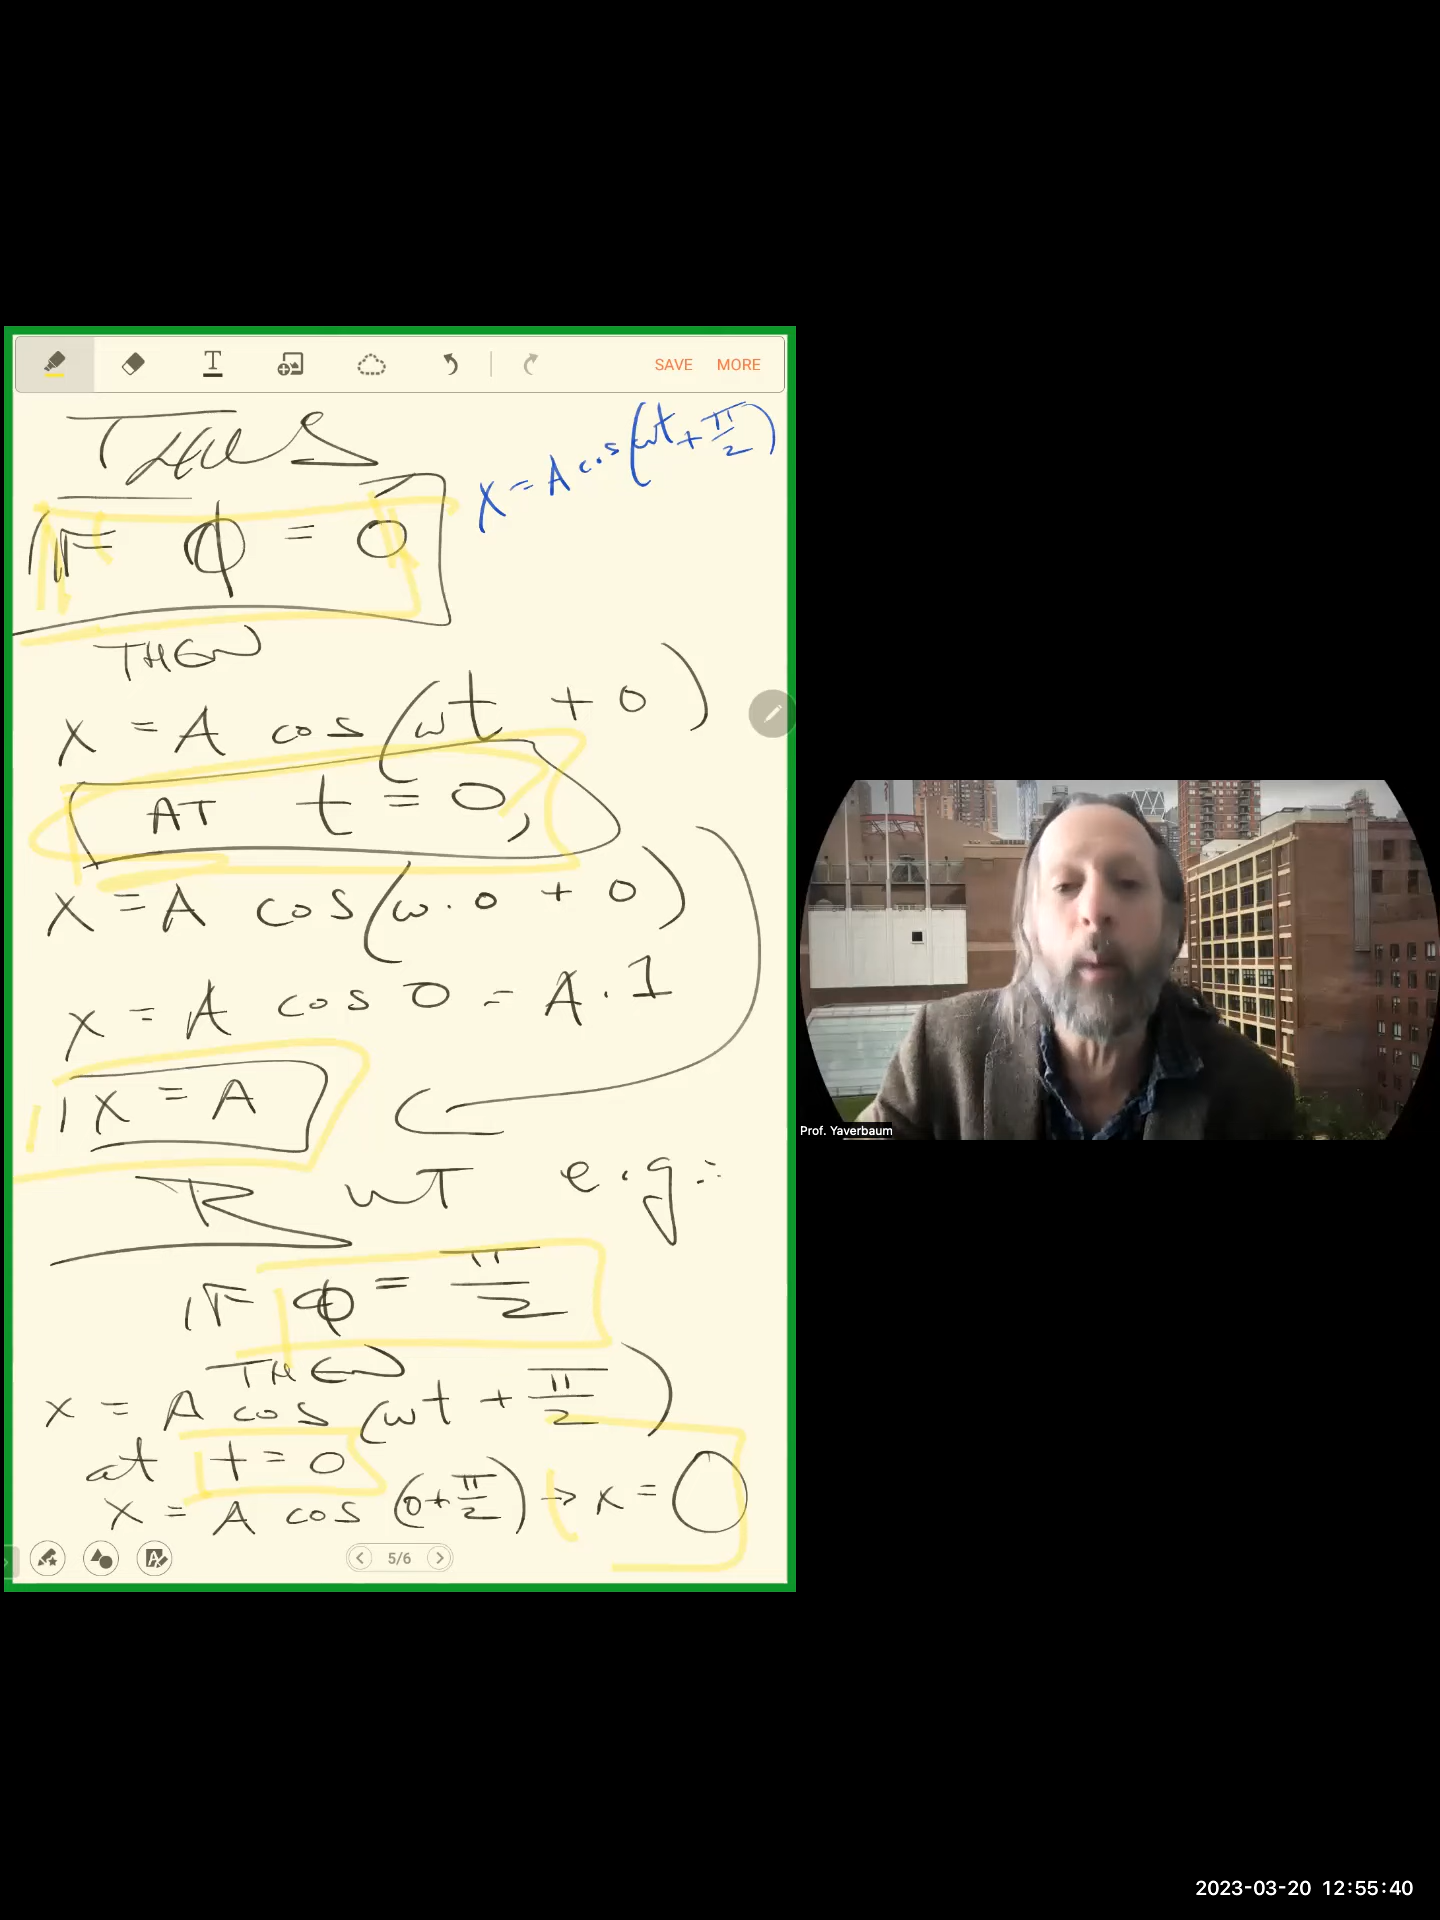 SAVE MORE
THUS
x = A cos(ωt + π/2)
IF φ = 0
THEN
x = A cos(ωt + 0)
AT t = 0,
x = A cos(ω·0 + 0)
x = A cos 0 = A·1
x = A
e.g.:
IF φ = π/2
THEN
x = A cos(ωt + π/2)
at t = 0
x = A cos(0+π/2) → x = 0
5/6
Prof. Yaverbaum
2023-03-20 12:55:40